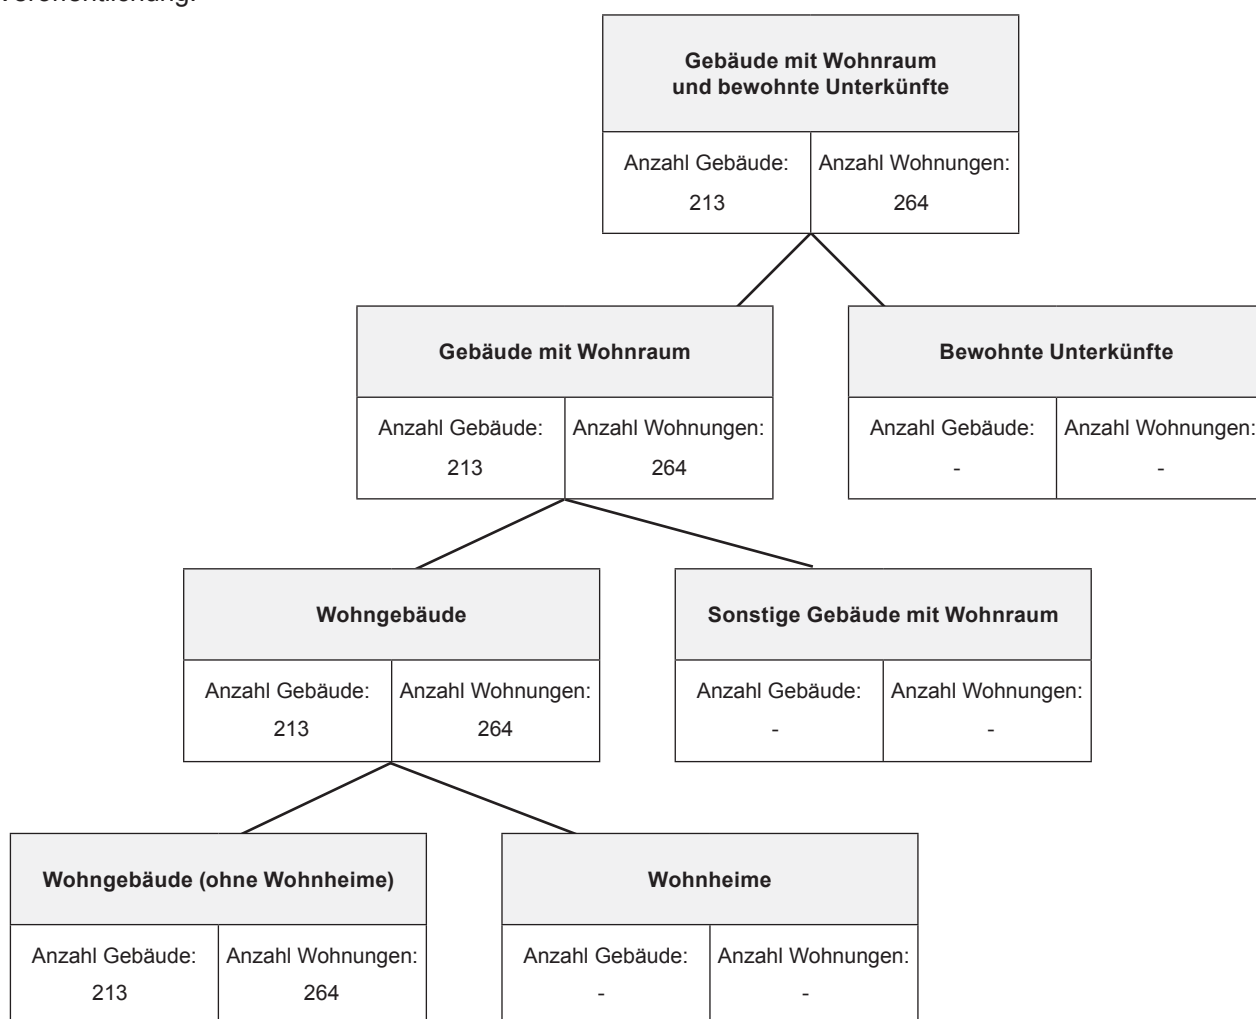 Gebäude mit Wohnraum
und bewohnte Unterkünfte
Anzahl Gebäude: Anzahl Wohnungen:
213 264
Gebäude mit Wohnraum
Bewohnte Unterkünfte
Anzahl Gebäude: Anzahl Wohnungen:
213 264
Anzahl Gebäude: Anzahl Wohnungen:
- -
Wohngebäude
Sonstige Gebäude mit Wohnraum
Anzahl Gebäude: Anzahl Wohnungen:
213 264
Anzahl Gebäude: Anzahl Wohnungen:
- -
Wohngebäude (ohne Wohnheime)
Wohnheime
Anzahl Gebäude: Anzahl Wohnungen:
213 264
Anzahl Gebäude: Anzahl Wohnungen:
- -